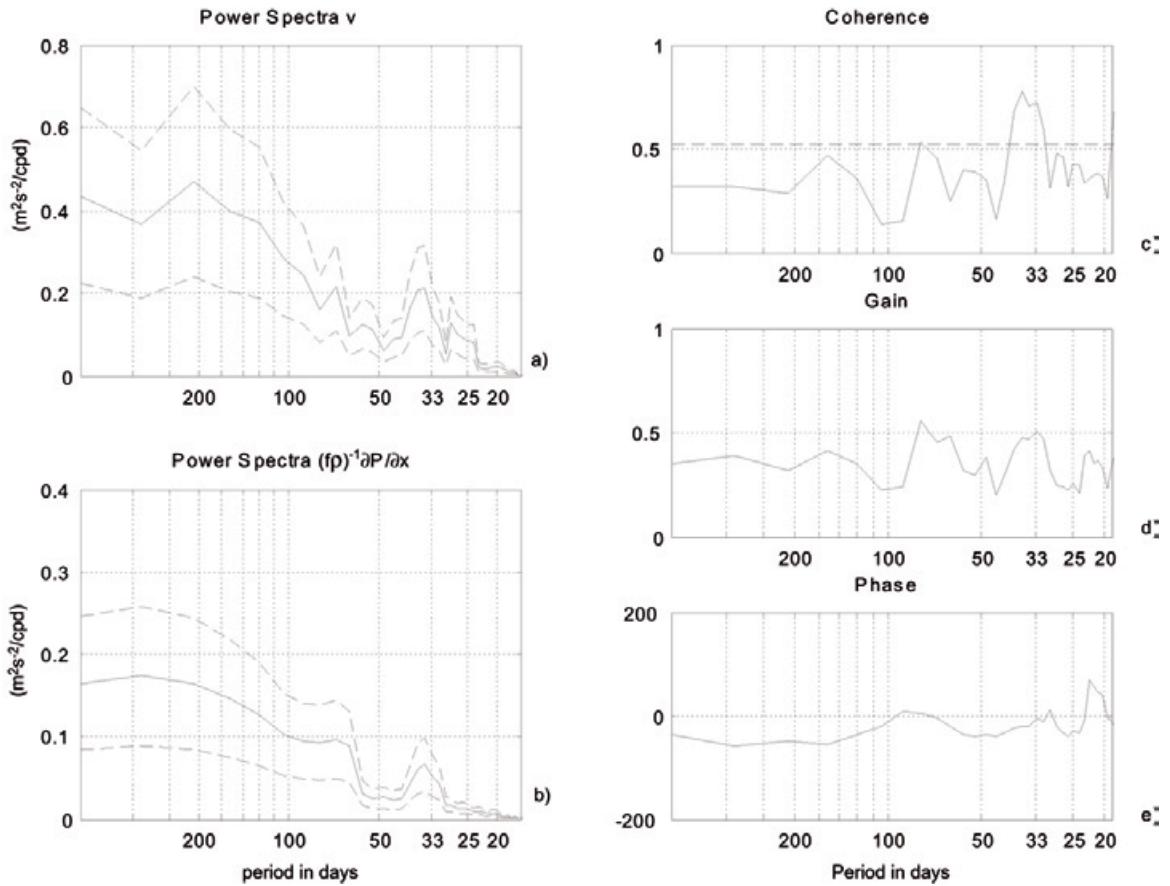 Power Spectra v
0.8
0.6
0.4
0.2
0
(m²s⁻²/cpd)
200 100 50 33 25 20
a)
Power Spectra (fρ)⁻¹∂P/∂x
0.4
0.3
0.2
0.1
0
(m²s⁻²/cpd)
200 100 50 33 25 20
b)
period in days
Coherence
1
0.5
0
200 100 50 33 25 20
c)
Gain
1
0.5
0
200 100 50 33 25 20
d)
Phase
200
0
-200
200 100 50 33 25 20
e)
Period in days